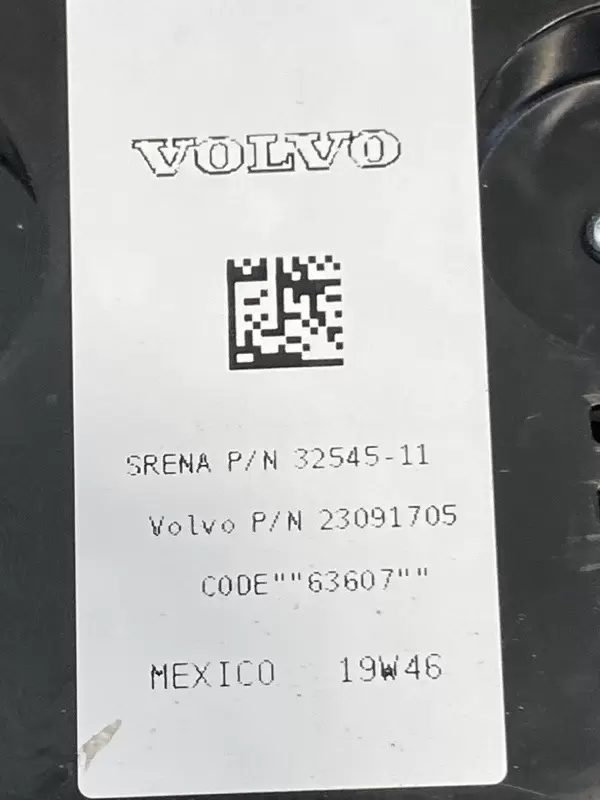 VOLVO
SRENA P/N 32545-11
Volvo P/N 23091705
CODE""63607""
MEXICO 19W46